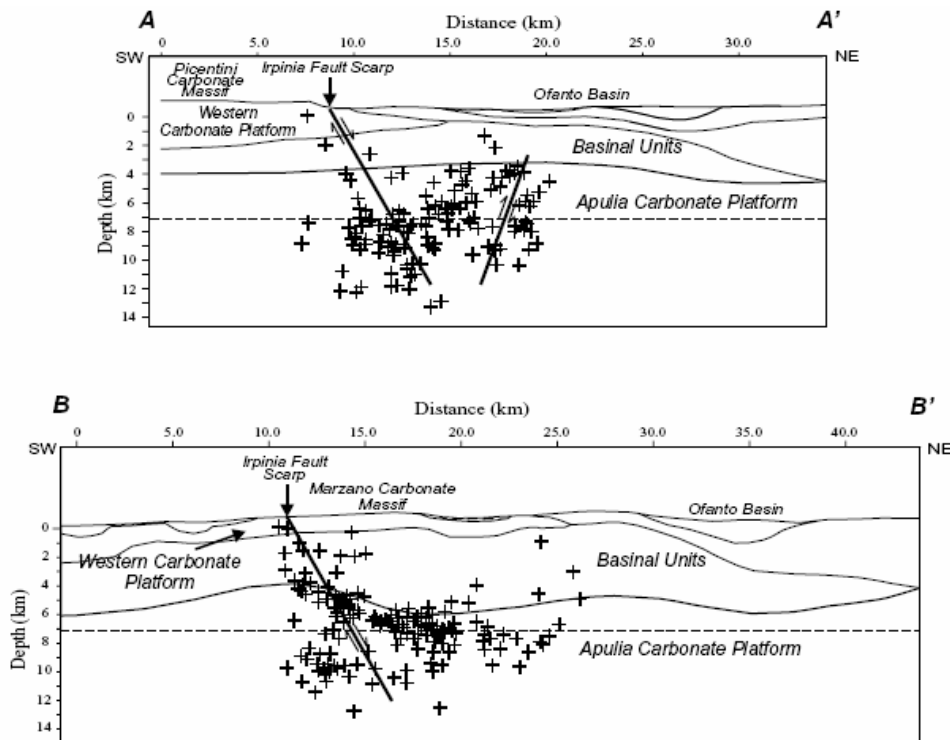 A
Distance (km)
A'
SW
0
5.0
10.0
15.0
20.0
30.0
NE
Picentini
Carbonate
Massif
Irpinia Fault Scarp
Ofanto Basin
Western
Carbonate Platform
Basinal Units
Apulia Carbonate Platform
Depth (km)
0
2
4
6
7
8
10
12
14
B
Distance (km)
B'
SW
0
5.0
10.0
15.0
20.0
25.0
30.0
35.0
40.0
NE
Irpinia Fault
Scarp
Marzano Carbonate
Massif
Ofanto Basin
Western Carbonate
Platform
Basinal Units
Apulia Carbonate Platform
Depth (km)
0
2
4
6
7
8
10
12
14